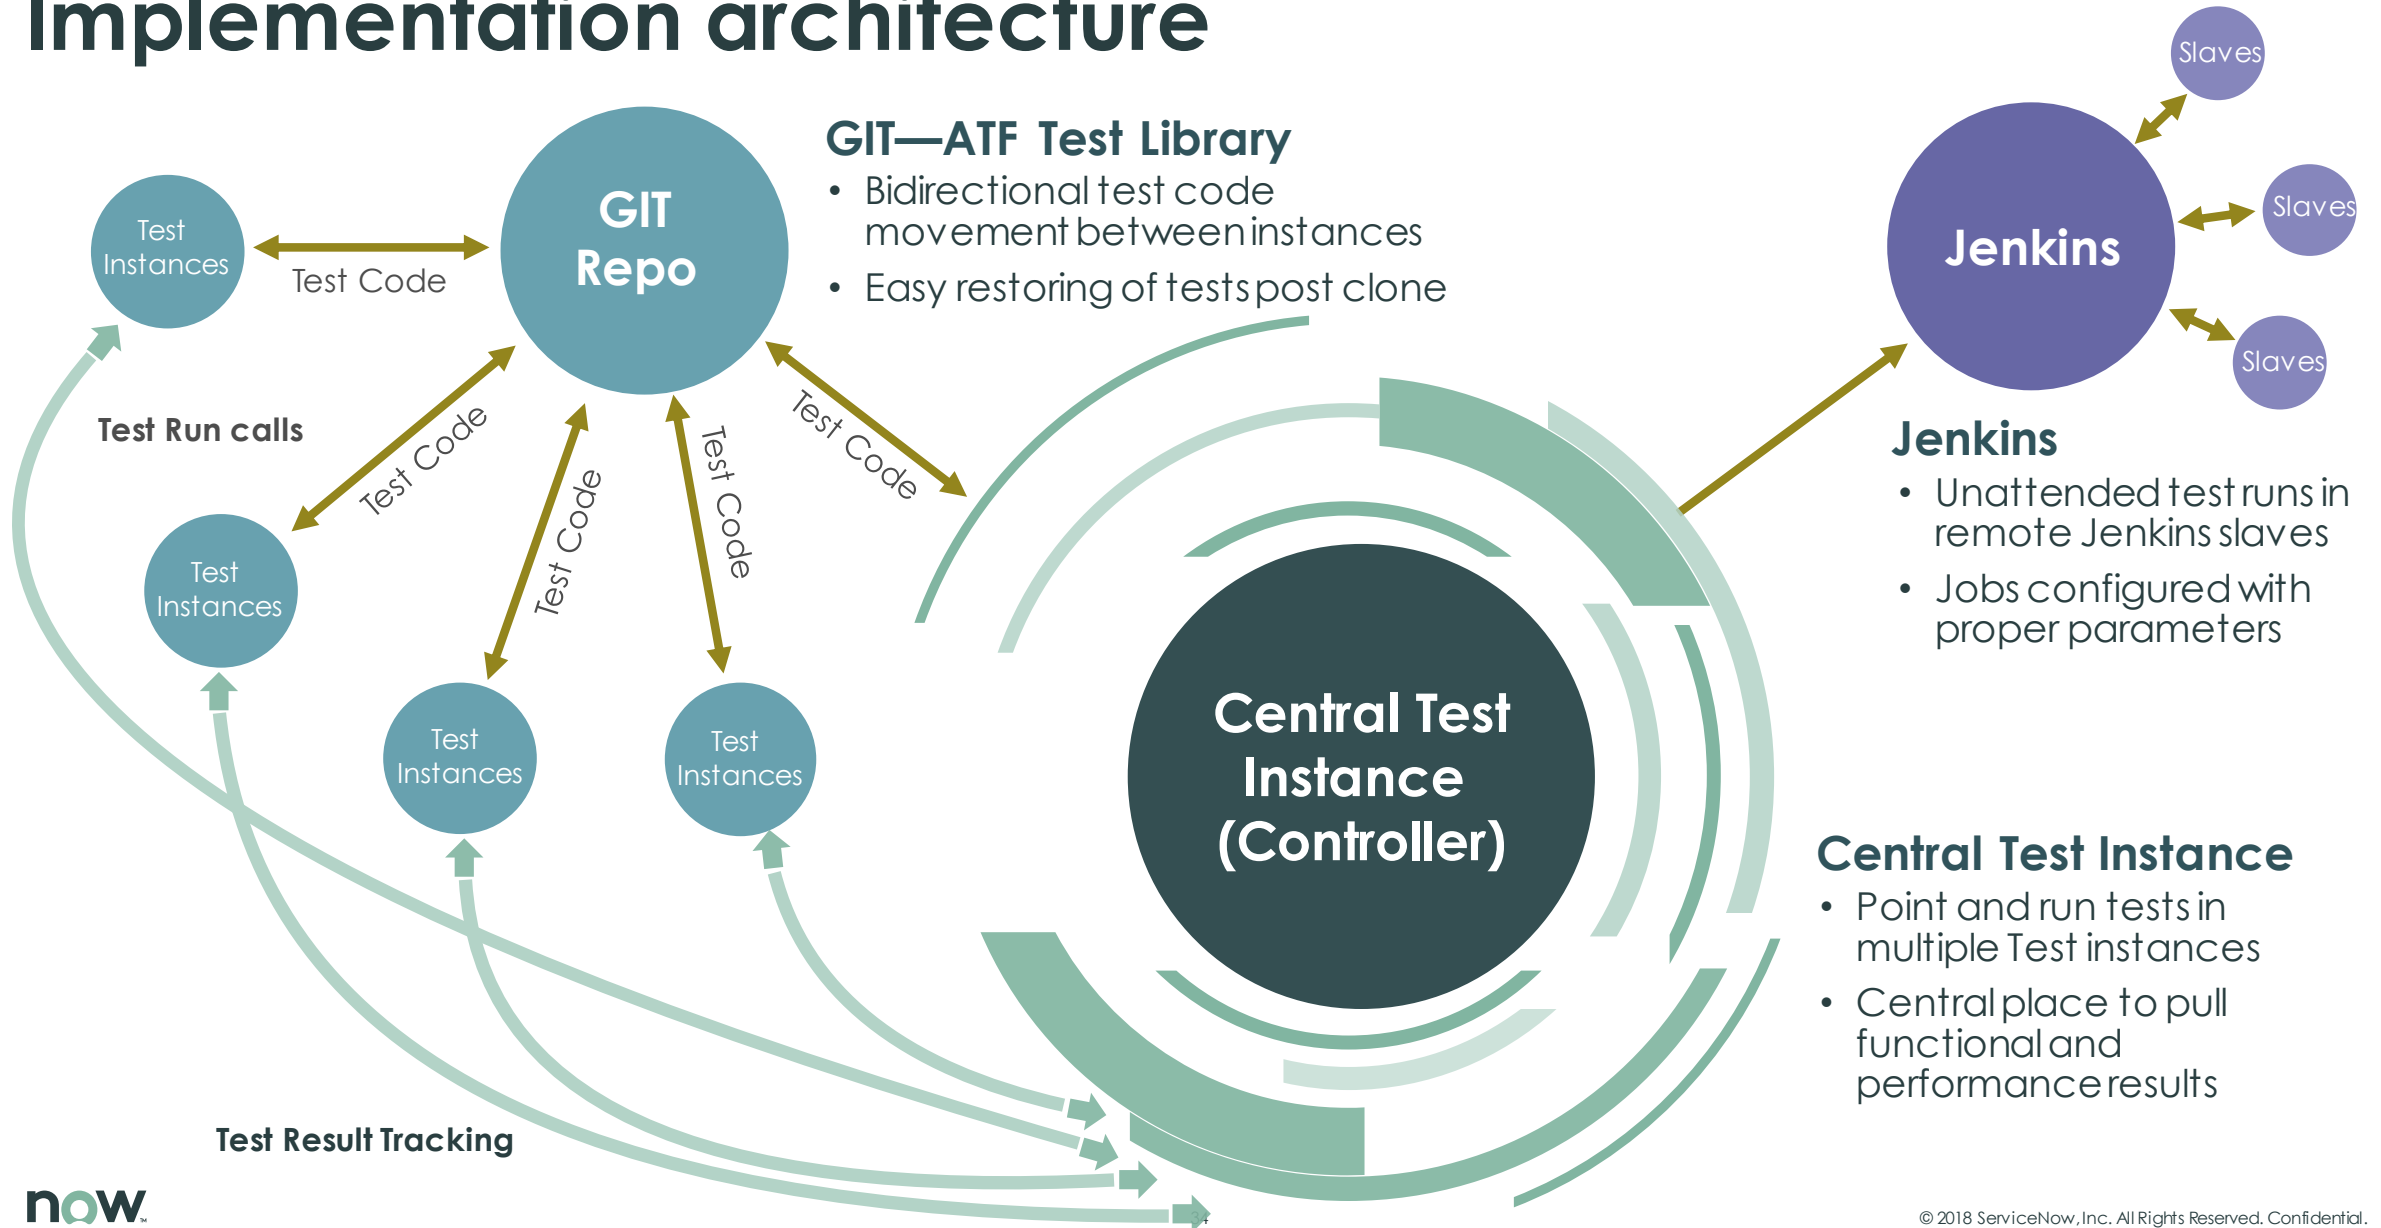 Implementation architecture
Slaves
Slaves
Slaves
GIT
Repo
Jenkins
Test
Instances
Test Code
GIT—ATF Test Library
• Bidirectional test code
movement between instances
• Easy restoring of tests post clone
Test Run calls
Test Code
Test Code
Test Code
Test Code
Test
Instances
Test
Instances
Test
Instances
Jenkins
• Unattended test runs in
remote Jenkins slaves
• Jobs configured with
proper parameters
Central Test
Instance
(Controller)
Central Test Instance
• Point and run tests in
multiple Test instances
• Central place to pull
functional and
performance results
Test Result Tracking
now™
34
© 2018 ServiceNow, Inc. All Rights Reserved. Confidential.